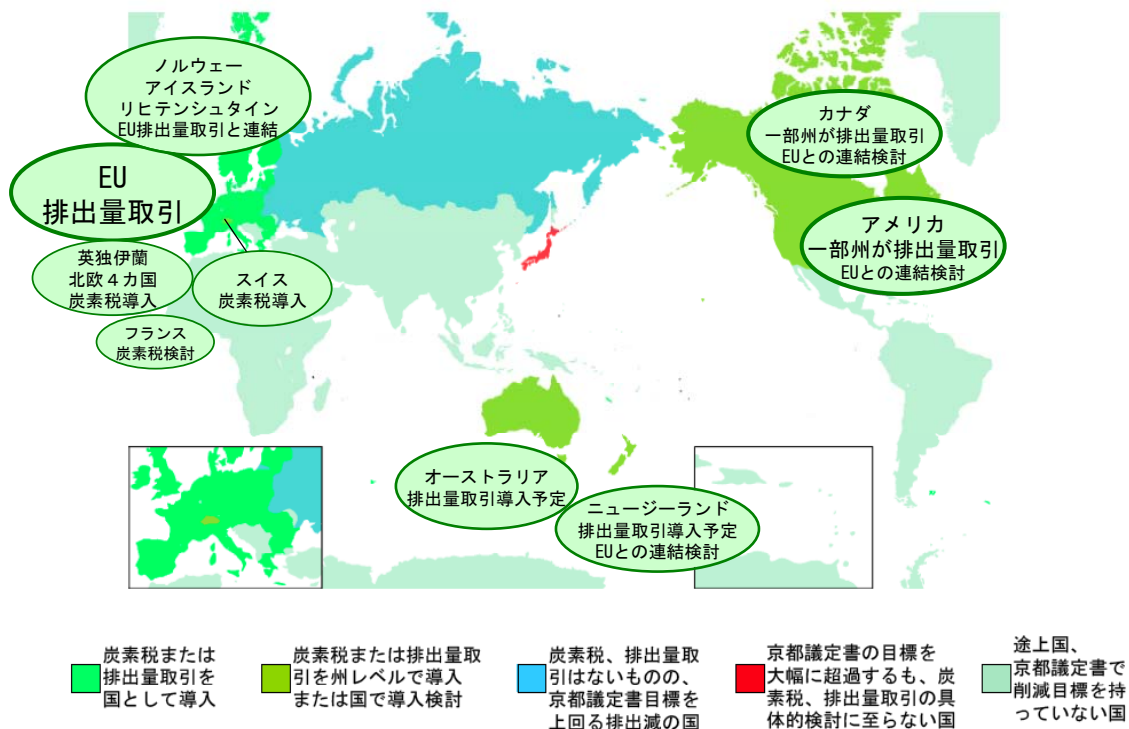 ノルウェー
アイスランド
リヒテンシュタイン
EU排出量取引と連結
EU
排出量取引
英独伊蘭
北欧４カ国
炭素税導入
スイス
炭素税導入
フランス
炭素税検討
カナダ
一部州が排出量取引
EUとの連結検討
アメリカ
一部州が排出量取引
EUとの連結検討
オーストラリア
排出量取引導入予定
ニュージーランド
排出量取引導入予定
EUとの連結検討
炭素税または
排出量取引を
国として導入
炭素税または排出量取
引を州レベルで導入
または国で導入検討
炭素税、排出量取
引はないものの、
京都議定書目標を
上回る排出減の国
京都議定書の目標を
大幅に超過するも、炭
素税、排出量取引の具
体的検討に至らない国
途上国、
京都議定書で
削減目標を持
っていない国